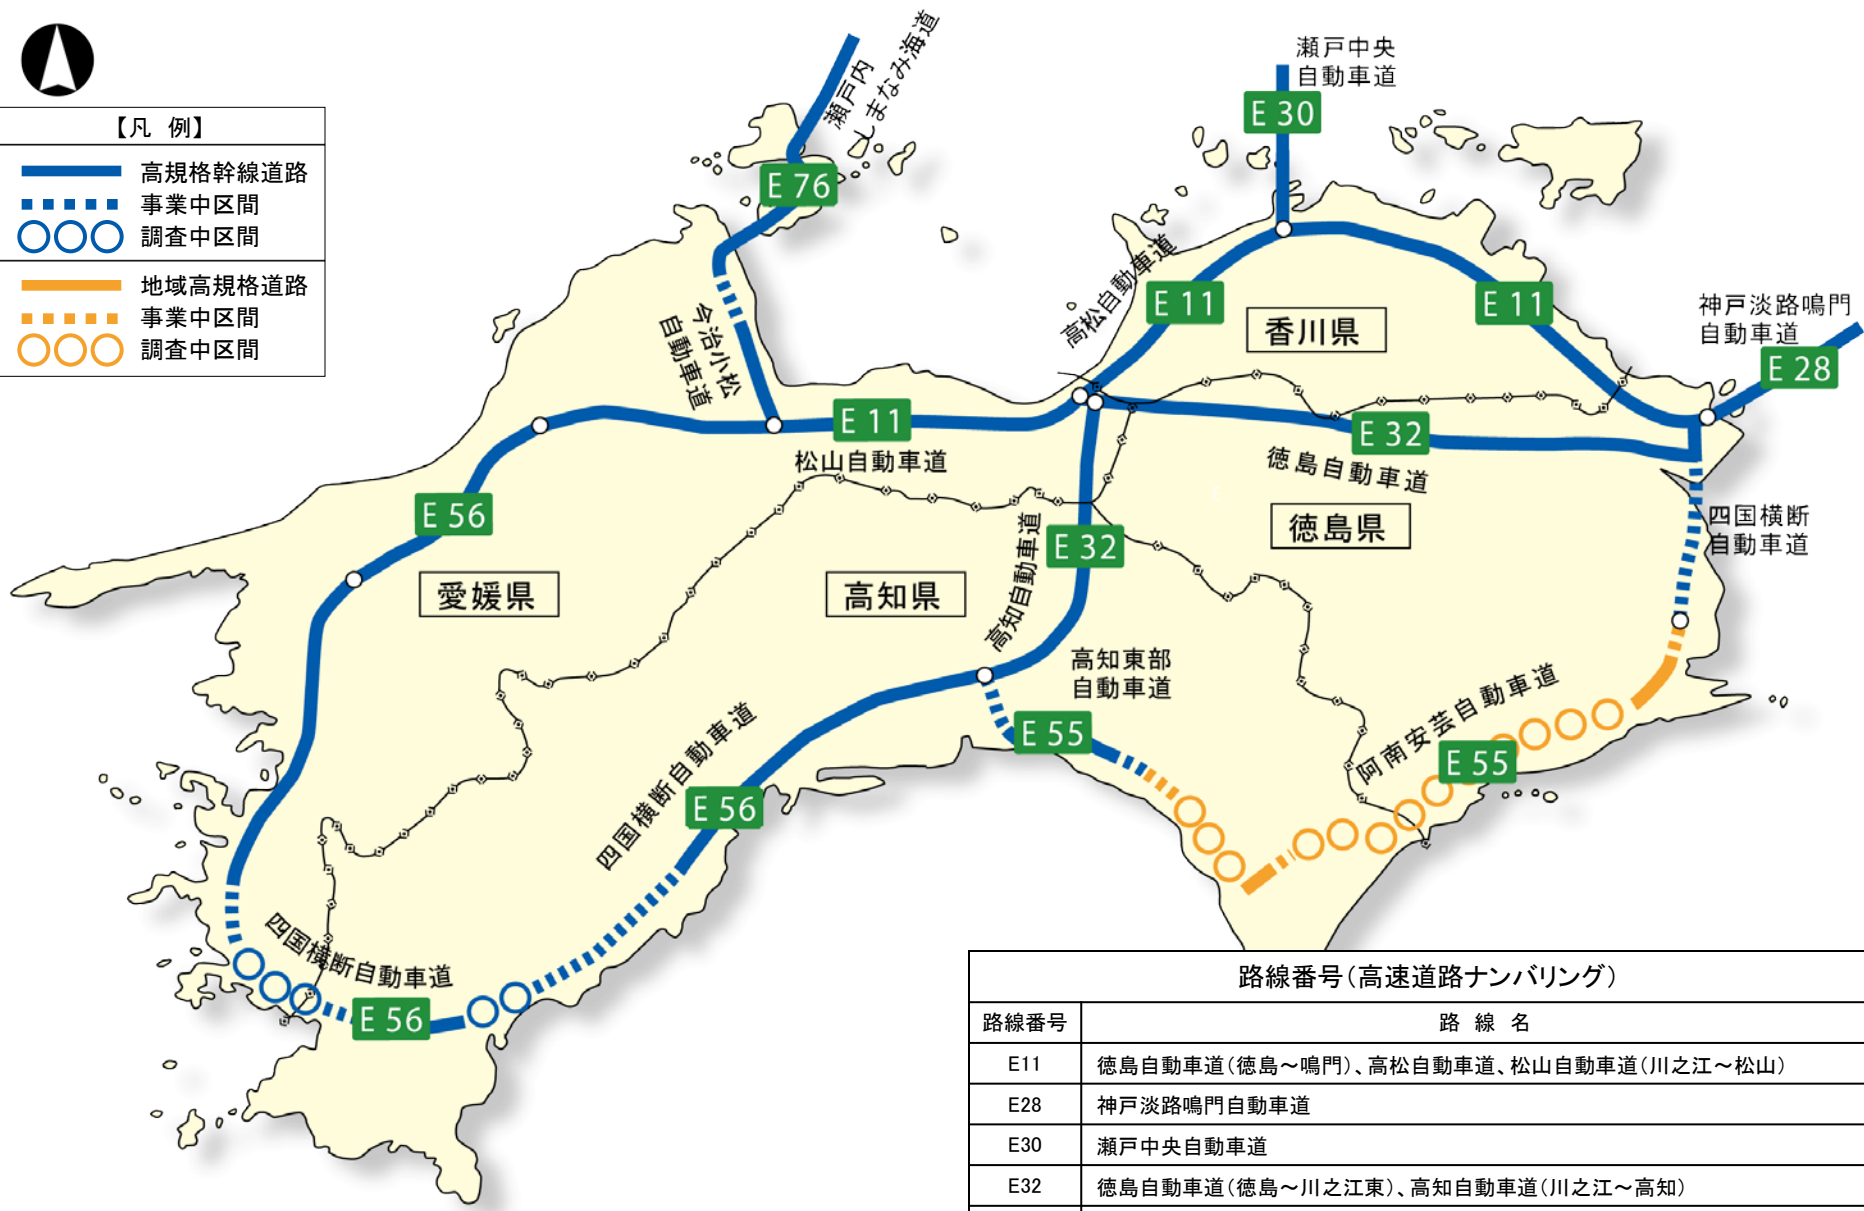 【凡 例】
高規格幹線道路
事業中区間
調査中区間
地域高規格道路
事業中区間
調査中区間
瀬戸内
しまなみ海道
E 76
瀬戸中央
自動車道
E 30
高松自動車道
E 11
E 11
香川県
神戸淡路鳴門
自動車道
E 28
今治小松
自動車道
E 11
松山自動車道
E 32
徳島自動車道
E 56
徳島県
四国横断
自動車道
E 32
高知自動車道
愛媛県
高知県
高知東部
自動車道
E 55
阿南安芸自動車道
E 55
四国横断自動車道
E 56
四国横断自動車道
E 56
路線番号(高速道路ナンバリング)
路線番号 路 線 名
E11 徳島自動車道(徳島～鳴門)、高松自動車道、松山自動車道(川之江～松山)
E28 神戸淡路鳴門自動車道
E30 瀬戸中央自動車道
E32 徳島自動車道(徳島～川之江東)、高知自動車道(川之江～高知)